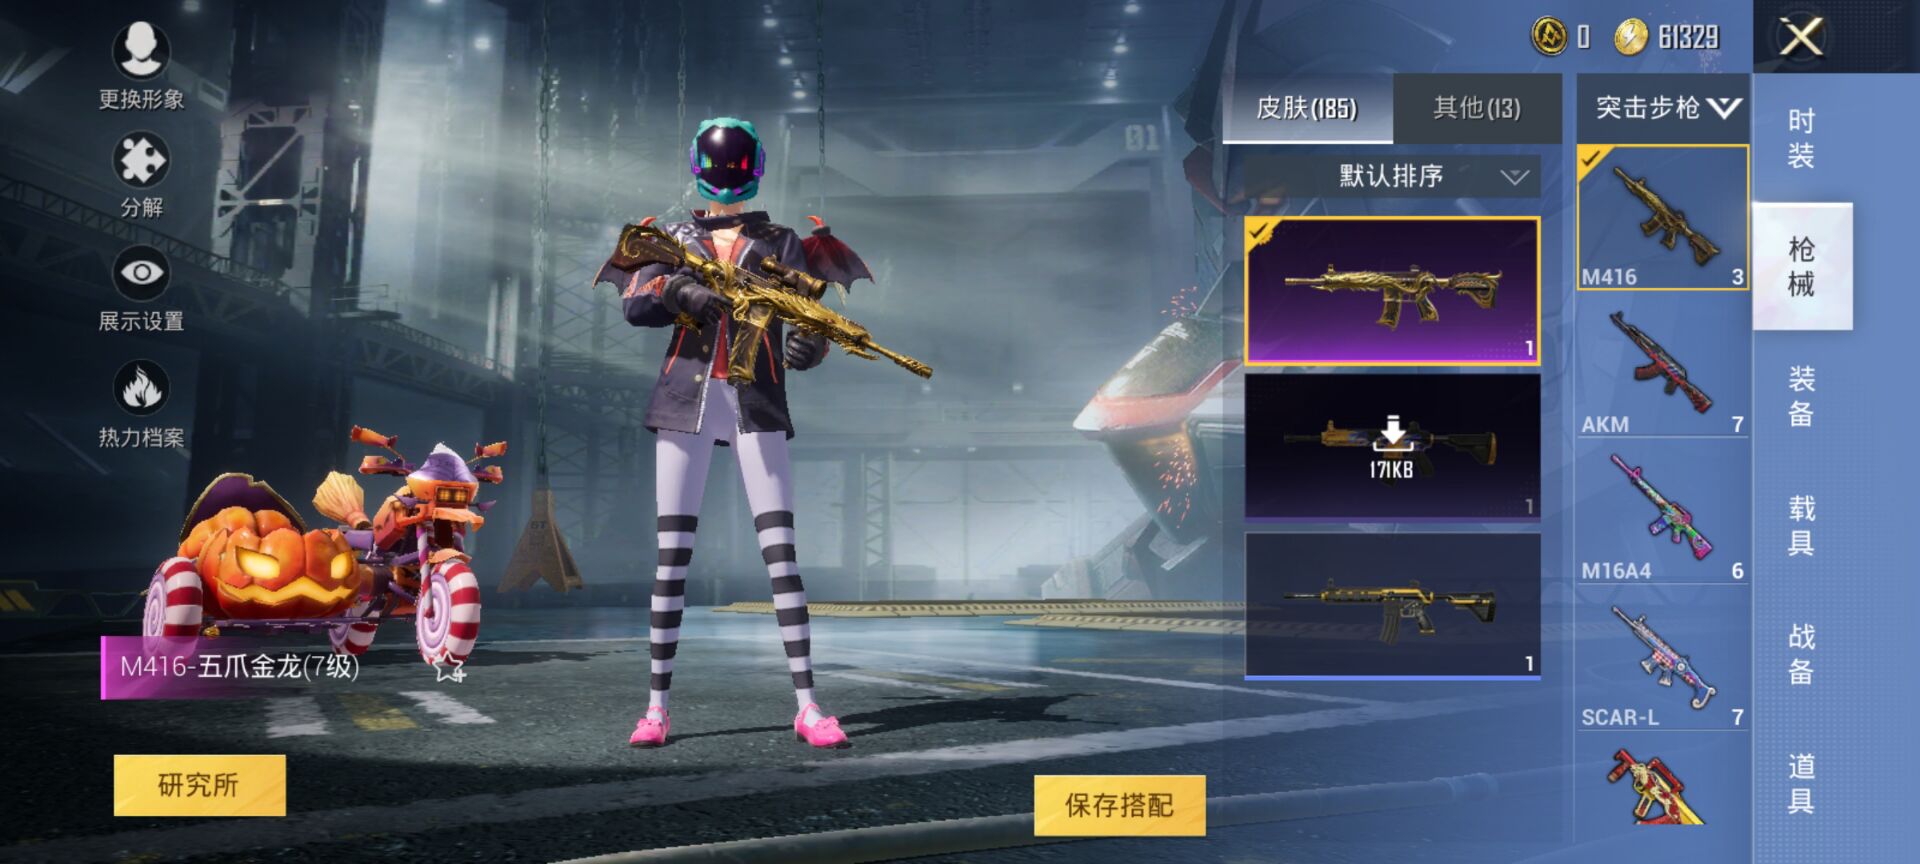 0
61329
更换形象
分解
展示设置
热力档案
01
皮肤(185)
其他(13)
默认排序
1
171KB
1
1
突击步枪
M416
3
AKM
7
M16A4
6
SCAR-L
7
时装
枪械
装备
载具
战备
道具
M416-五爪金龙(7级)
4
研究所
保存搭配